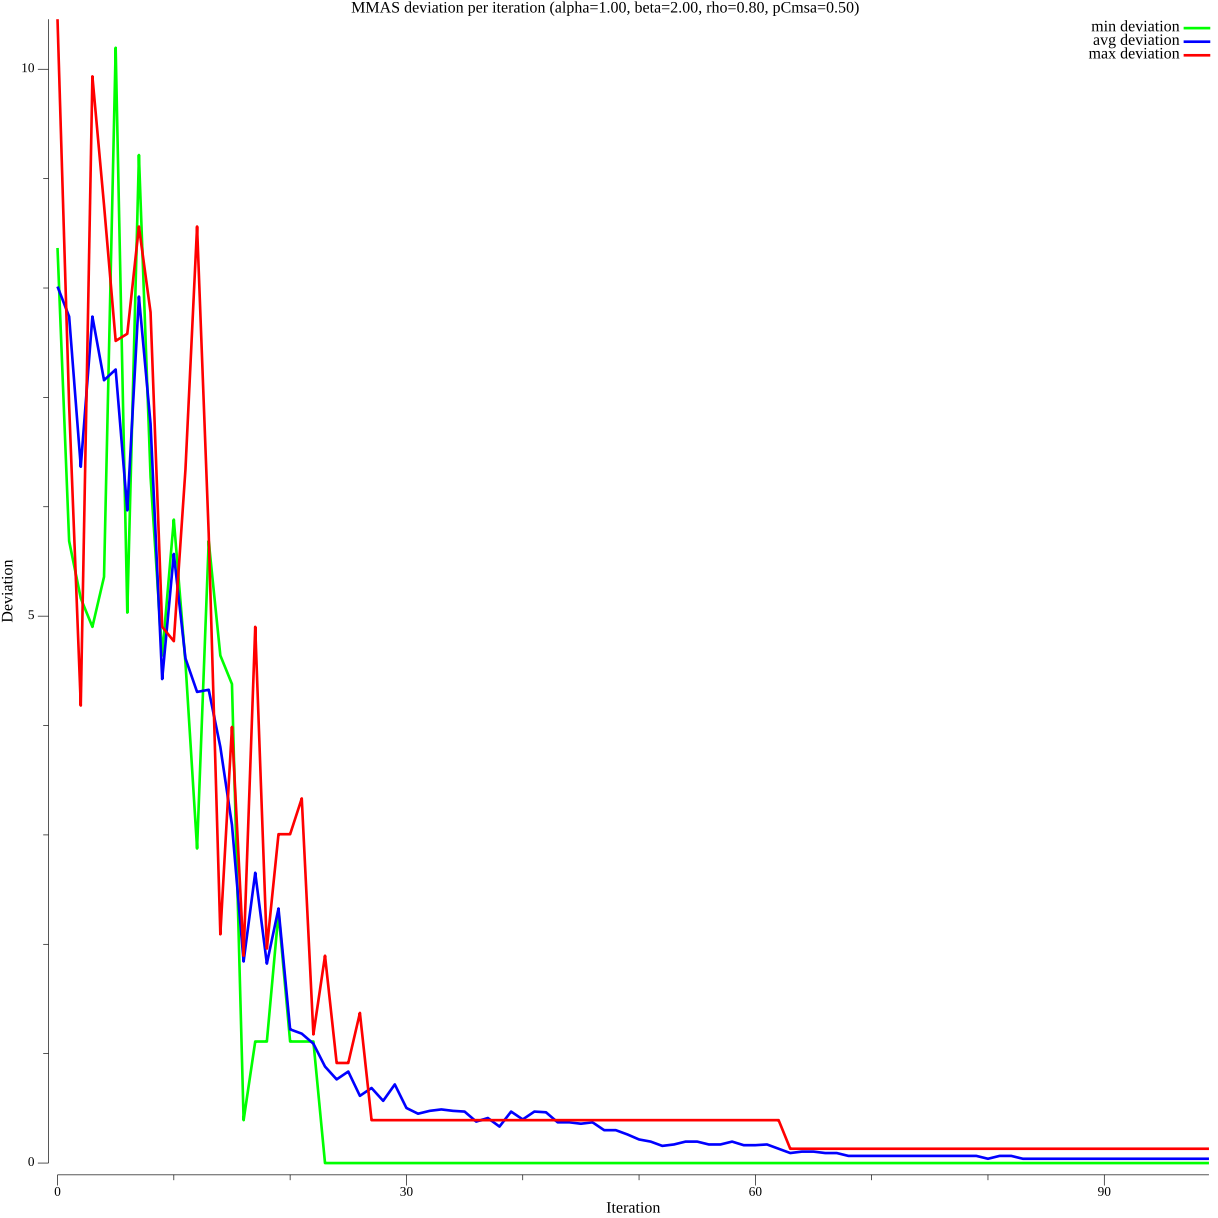 MMAS deviation per iteration (alpha=1.00, beta=2.00, rho=0.80, pCmsa=0.50)
min deviation
avg deviation
max deviation
10
5
0
Deviation
0
30
60
90
Iteration